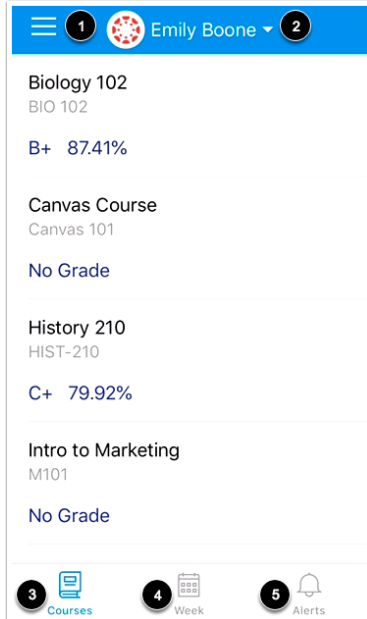 1 Emily Boone 2
Biology 102
BIO 102
B+ 87.41%
Canvas Course
Canvas 101
No Grade
History 210
HIST-210
C+ 79.92%
Intro to Marketing
M101
No Grade
3 Courses
4 Week
5 Alerts